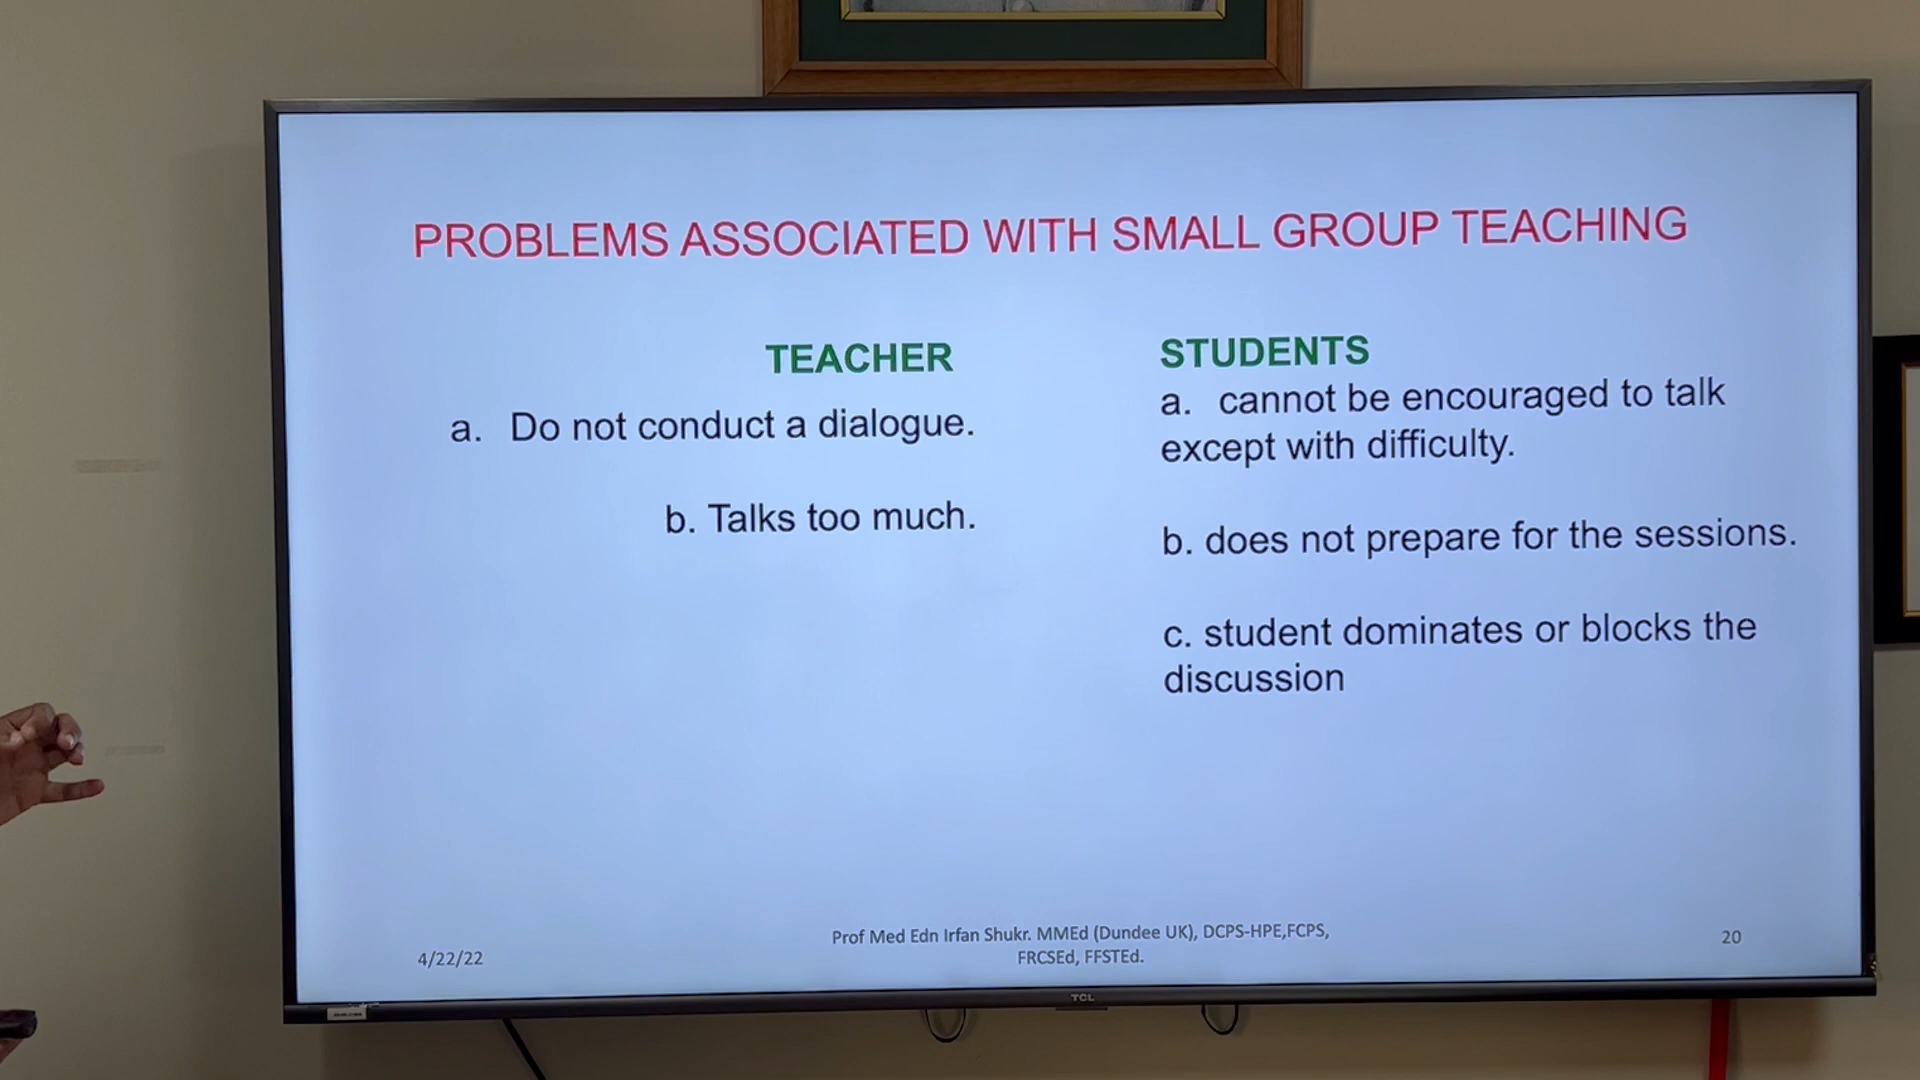 PROBLEMS ASSOCIATED WITH SMALL GROUP TEACHING
TEACHER
a. Do not conduct a dialogue.
b. Talks too much.
STUDENTS
a. cannot be encouraged to talk
except with difficulty.
b. does not prepare for the sessions.
c. student dominates or blocks the
discussion
4/22/22
Prof Med Edn Irfan Shukr. MMEd (Dundee UK), DCPS-HPE,FCPS,
FRCSEd, FFSTEd.
20
TCL